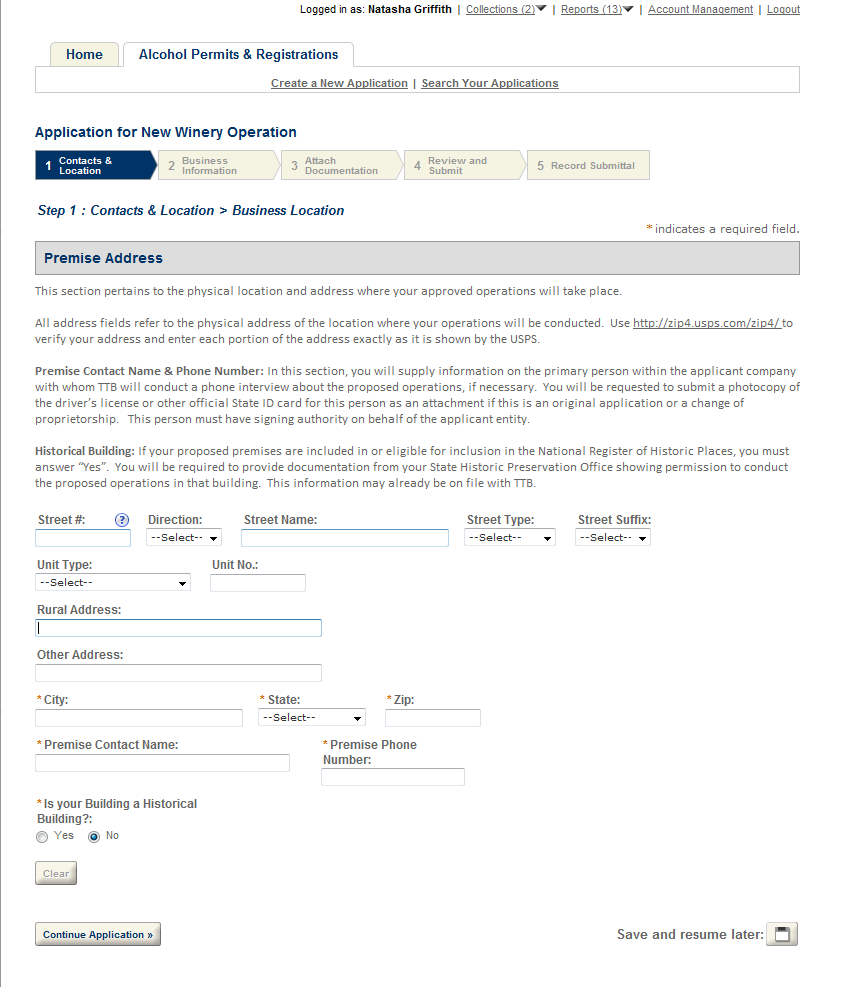 Logged in as: Natasha Griffith | Collections (2) | Reports (13) | Account Management | Logout
Home Alcohol Permits & Registrations
Create a New Application | Search Your Applications
Application for New Winery Operation
1 Contacts & Location 2 Business Information 3 Attach Documentation 4 Review and Submit 5 Record Submittal
Step 1 : Contacts & Location > Business Location
* indicates a required field.
Premise Address
This section pertains to the physical location and address where your approved operations will take place.
All address fields refer to the physical address of the location where your operations will be conducted. Use http://zip4.usps.com/zip4/ to
verify your address and enter each portion of the address exactly as it is shown by the USPS.
Premise Contact Name & Phone Number: In this section, you will supply information on the primary person within the applicant company
with whom TTB will conduct a phone interview about the proposed operations, if necessary. You will be requested to submit a photocopy of
the driver's license or other official State ID card for this person as an attachment if this is an original application or a change of
proprietorship. This person must have signing authority on behalf of the applicant entity.
Historical Building: If your proposed premises are included in or eligible for inclusion in the National Register of Historic Places, you must
answer “Yes”. You will be required to provide documentation from your State Historic Preservation Office showing permission to conduct
the proposed operations in that building. This information may already be on file with TTB.
Street #: ? Direction: Street Name: Street Type: Street Suffix:
--Select-- --Select-- --Select--
Unit Type: Unit No.:
--Select--
Rural Address:
Other Address:
* City: * State: * Zip:
--Select--
* Premise Contact Name: * Premise Phone
Number:
* Is your Building a Historical
Building?:
Yes No
Clear
Continue Application » Save and resume later: